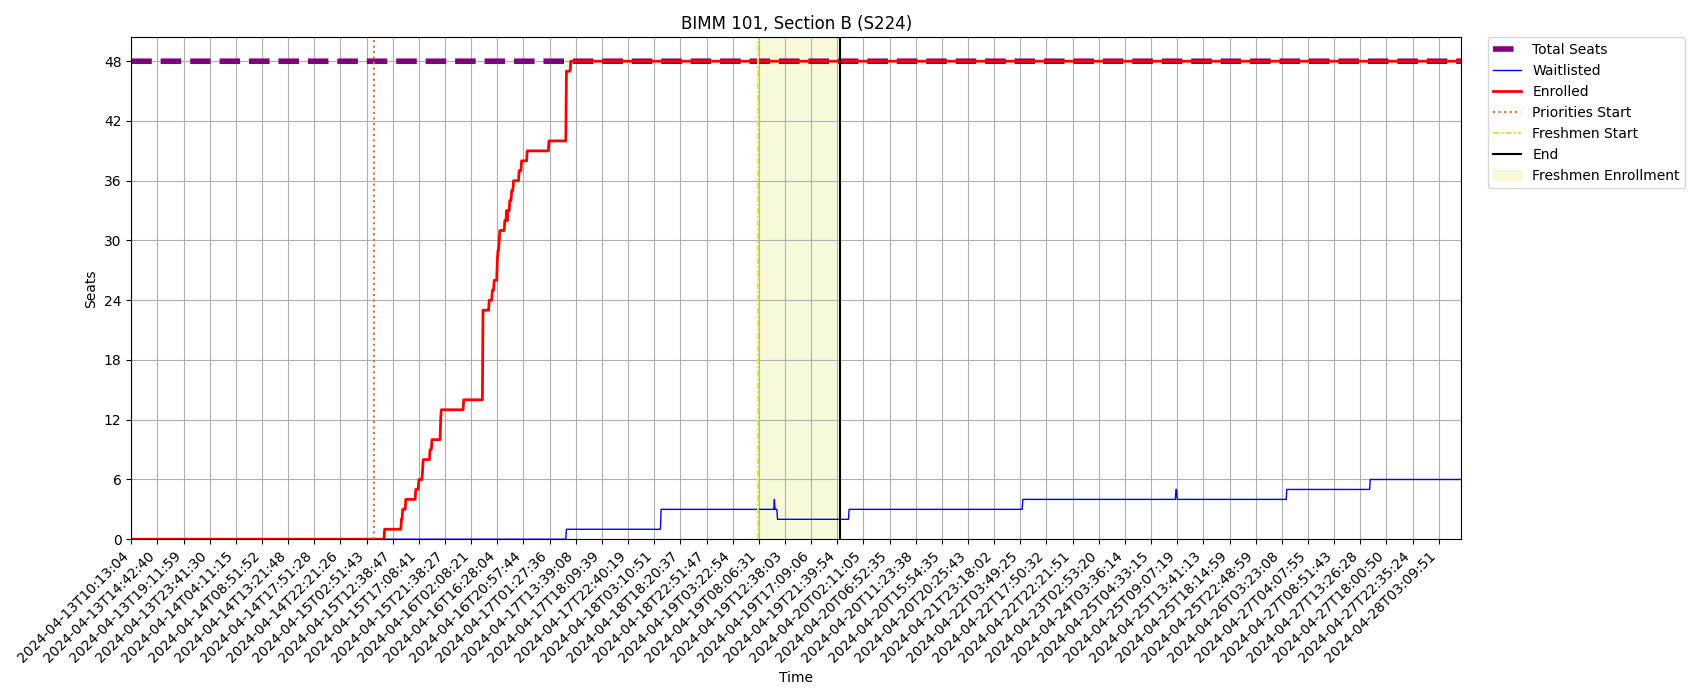 BIMM 101, Section B (S224)
Total Seats
Waitlisted
Enrolled
Priorities Start
Freshmen Start
End
Freshmen Enrollment
Seats
48
42
36
30
24
18
12
6
0
2024-04-13T10:13:04
2024-04-13T14:42:40
2024-04-13T19:11:59
2024-04-13T23:41:30
2024-04-14T04:11:15
2024-04-14T08:51:52
2024-04-14T13:21:48
2024-04-14T17:51:28
2024-04-14T22:21:26
2024-04-15T02:51:43
2024-04-15T12:38:47
2024-04-15T17:08:41
2024-04-15T21:38:27
2024-04-16T02:08:21
2024-04-16T16:28:04
2024-04-16T20:57:44
2024-04-17T01:27:36
2024-04-17T13:39:08
2024-04-17T18:09:39
2024-04-17T22:40:19
2024-04-18T03:10:51
2024-04-18T18:20:37
2024-04-18T22:51:47
2024-04-19T03:22:54
2024-04-19T08:06:31
2024-04-19T12:38:03
2024-04-19T17:09:06
2024-04-19T21:39:54
2024-04-20T02:11:05
2024-04-20T06:52:35
2024-04-20T11:23:38
2024-04-20T15:54:35
2024-04-20T20:25:43
2024-04-21T23:18:02
2024-04-22T03:49:25
2024-04-22T17:50:32
2024-04-22T22:21:51
2024-04-23T02:53:20
2024-04-24T03:36:14
2024-04-25T04:33:15
2024-04-25T09:07:19
2024-04-25T13:41:13
2024-04-25T18:14:59
2024-04-25T22:48:59
2024-04-26T03:23:08
2024-04-27T04:07:55
2024-04-27T08:51:43
2024-04-27T13:26:28
2024-04-27T18:00:50
2024-04-27T22:35:24
2024-04-28T03:09:51
Time